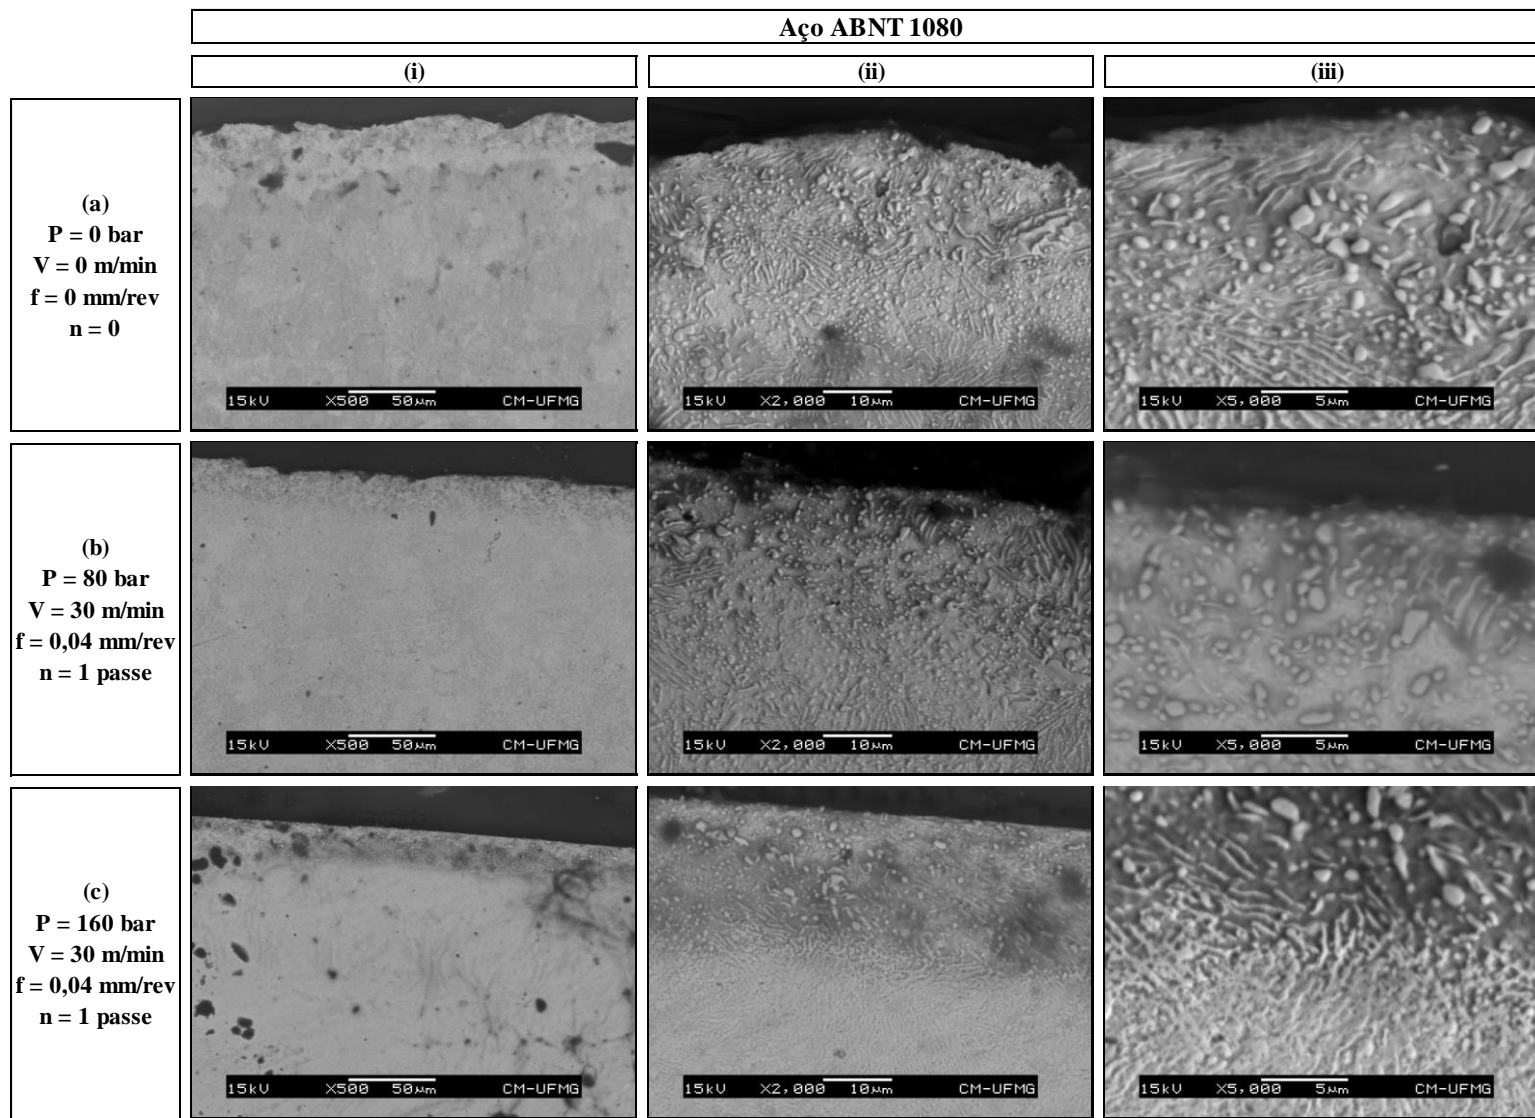 Aço ABNT 1080
(i)
(ii)
(iii)
(a)
P = 0 bar
V = 0 m/min
f = 0 mm/rev
n = 0
15kV X500 50µm CM-UFMG
15kV X2,000 10µm CM-UFMG
15kV X5,000 5µm CM-UFMG
(b)
P = 80 bar
V = 30 m/min
f = 0,04 mm/rev
n = 1 passe
15kV X500 50µm CM-UFMG
15kV X2,000 10µm CM-UFMG
15kV X5,000 5µm CM-UFMG
(c)
P = 160 bar
V = 30 m/min
f = 0,04 mm/rev
n = 1 passe
15kV X500 50µm CM-UFMG
15kV X2,000 10µm CM-UFMG
15kV X5,000 5µm CM-UFMG